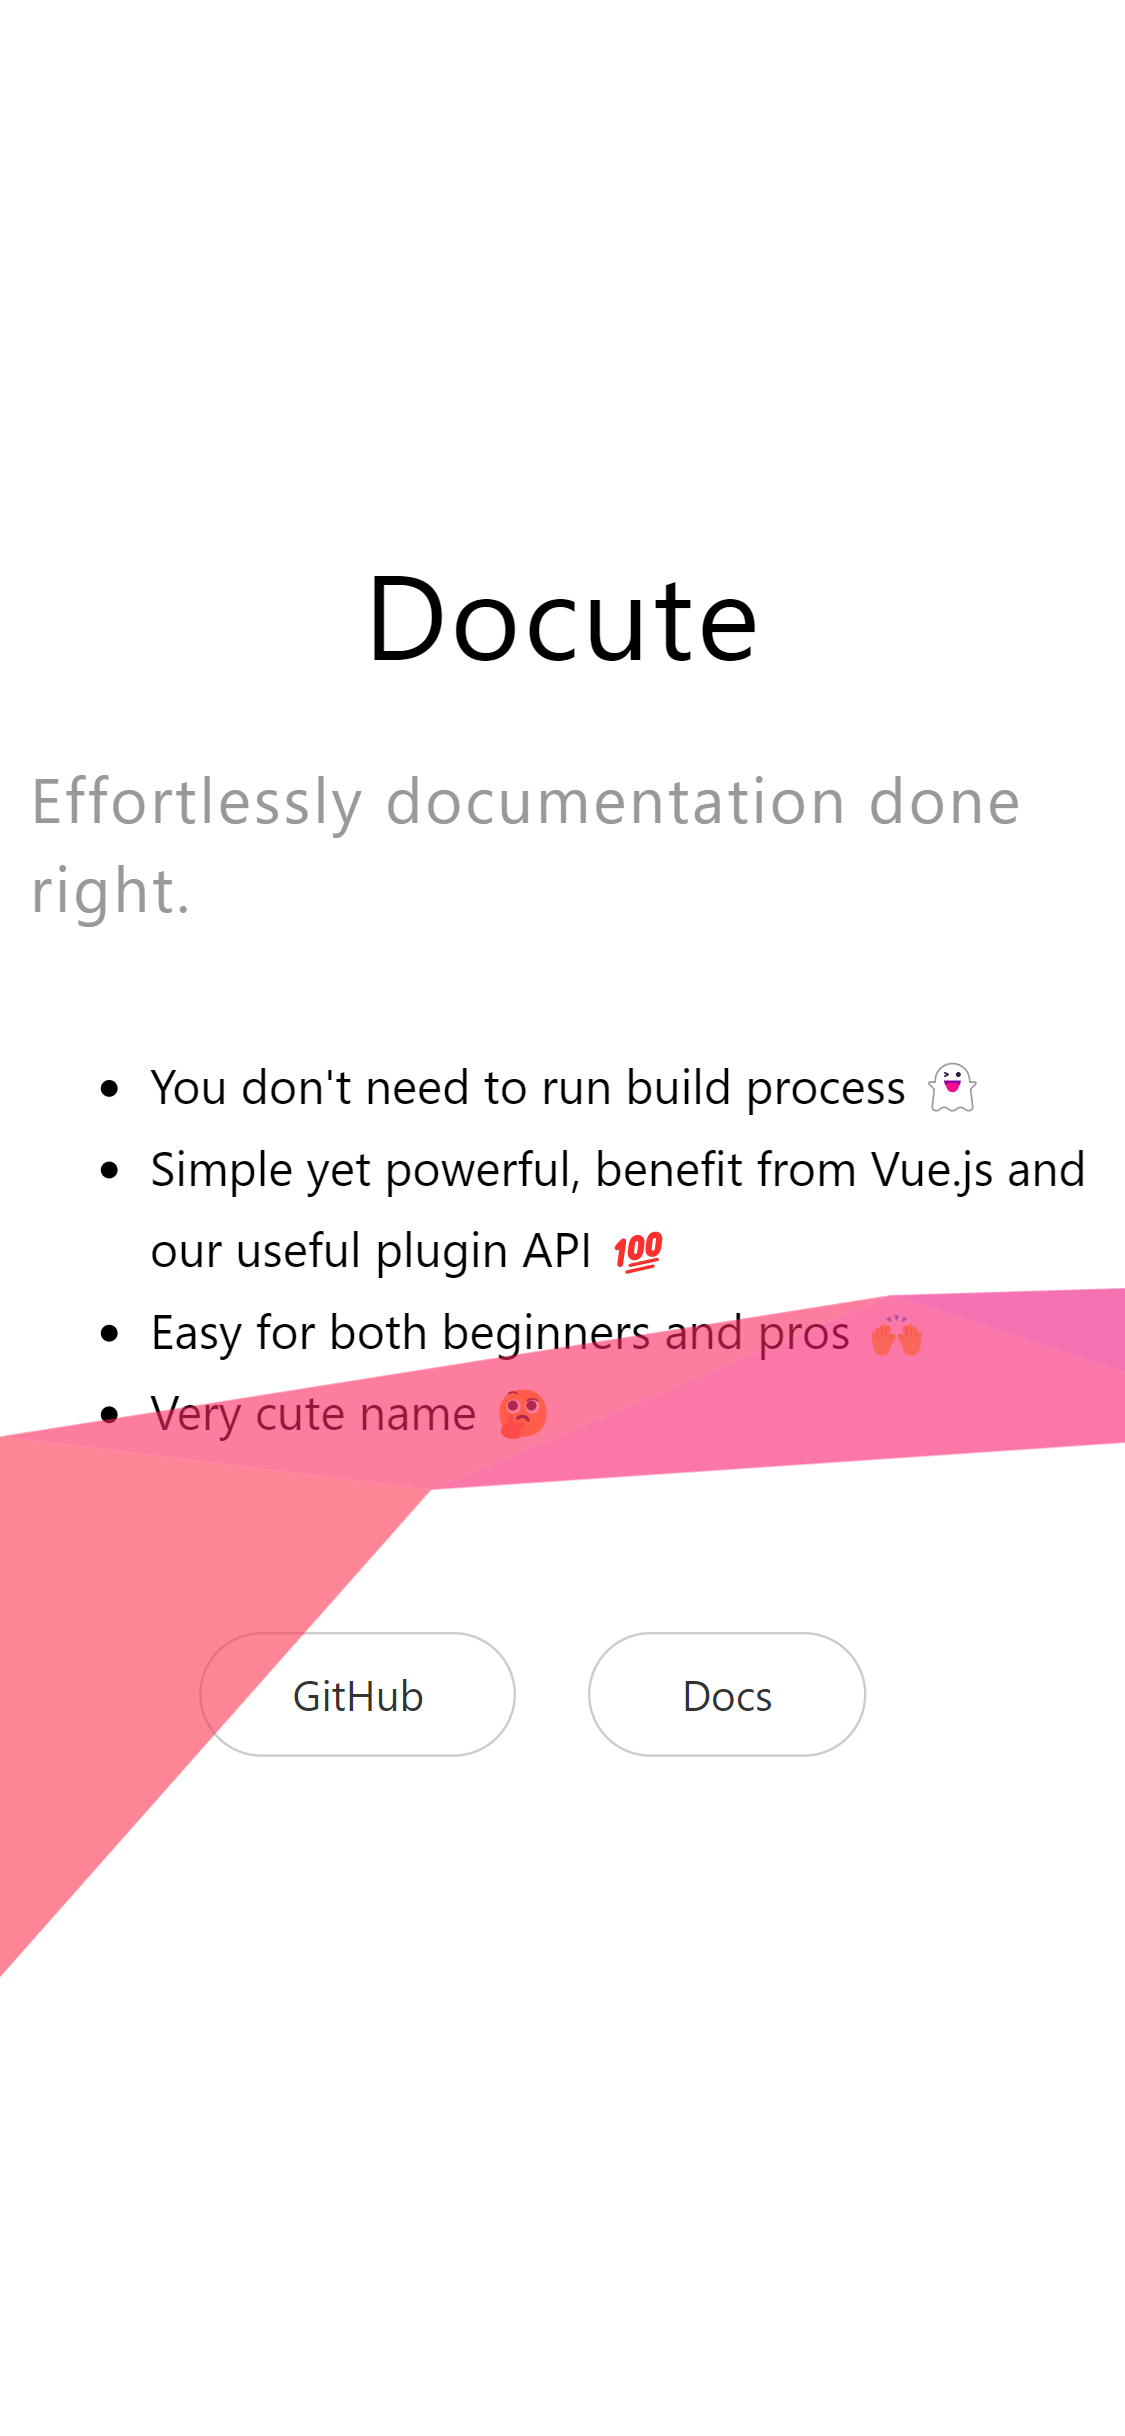 Docute
Effortlessly documentation done
right.
You don't need to run build process 👻
Simple yet powerful, benefit from Vue.js and
our useful plugin API 💯
Easy for both beginners and pros 🙌
Very cute name 🤔
GitHub
Docs